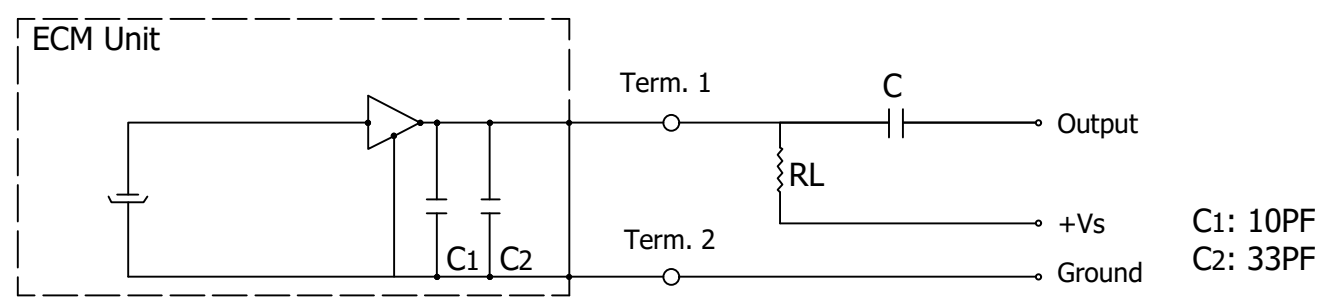 ECM Unit
Term. 1
C
Output
RL
+Vs
C1: 10PF
Term. 2
C1
C2
Ground
C2: 33PF